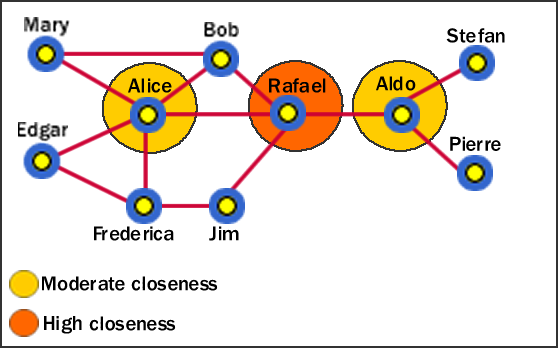 Mary
Bob
Stefan
Alice
Rafael
Aldo
Edgar
Pierre
Frederica
Jim
Moderate closeness
High closeness